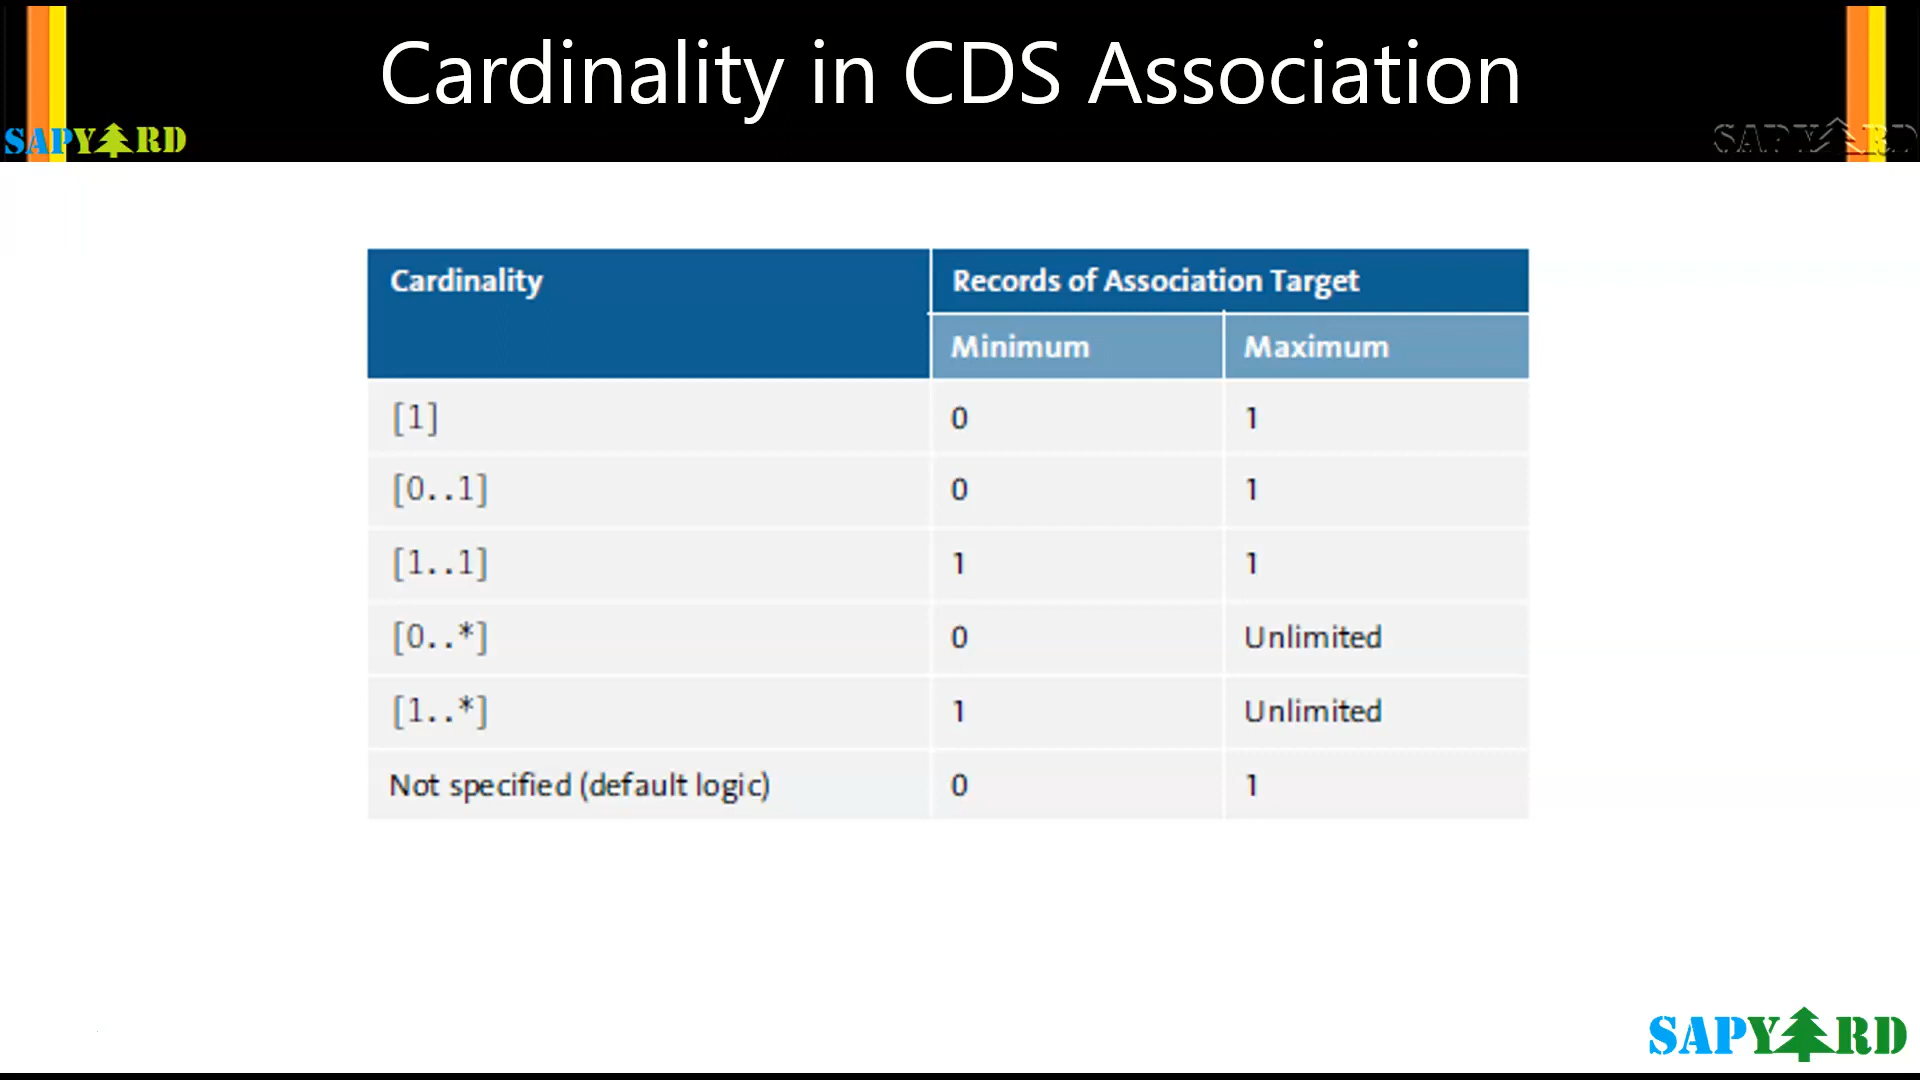 Cardinality in CDS Association
SAPYARD
SAPYARD
Cardinality Records of Association Target
Minimum Maximum
[1] 0 1
[0..1] 0 1
[1..1] 1 1
[0..*] 0 Unlimited
[1..*] 1 Unlimited
Not specified (default logic) 0 1
SAPYARD